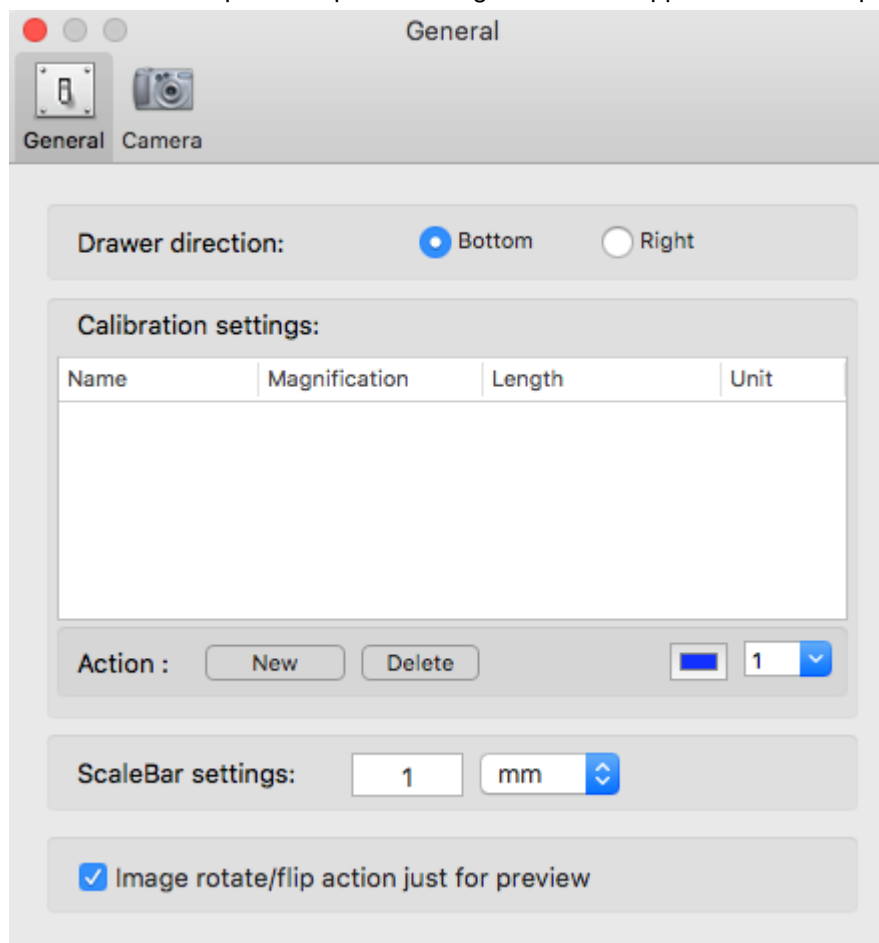 General
General Camera
Drawer direction: Bottom Right
Calibration settings:
Name Magnification Length Unit
Action : New Delete 1
ScaleBar settings: 1 mm
Image rotate/flip action just for preview